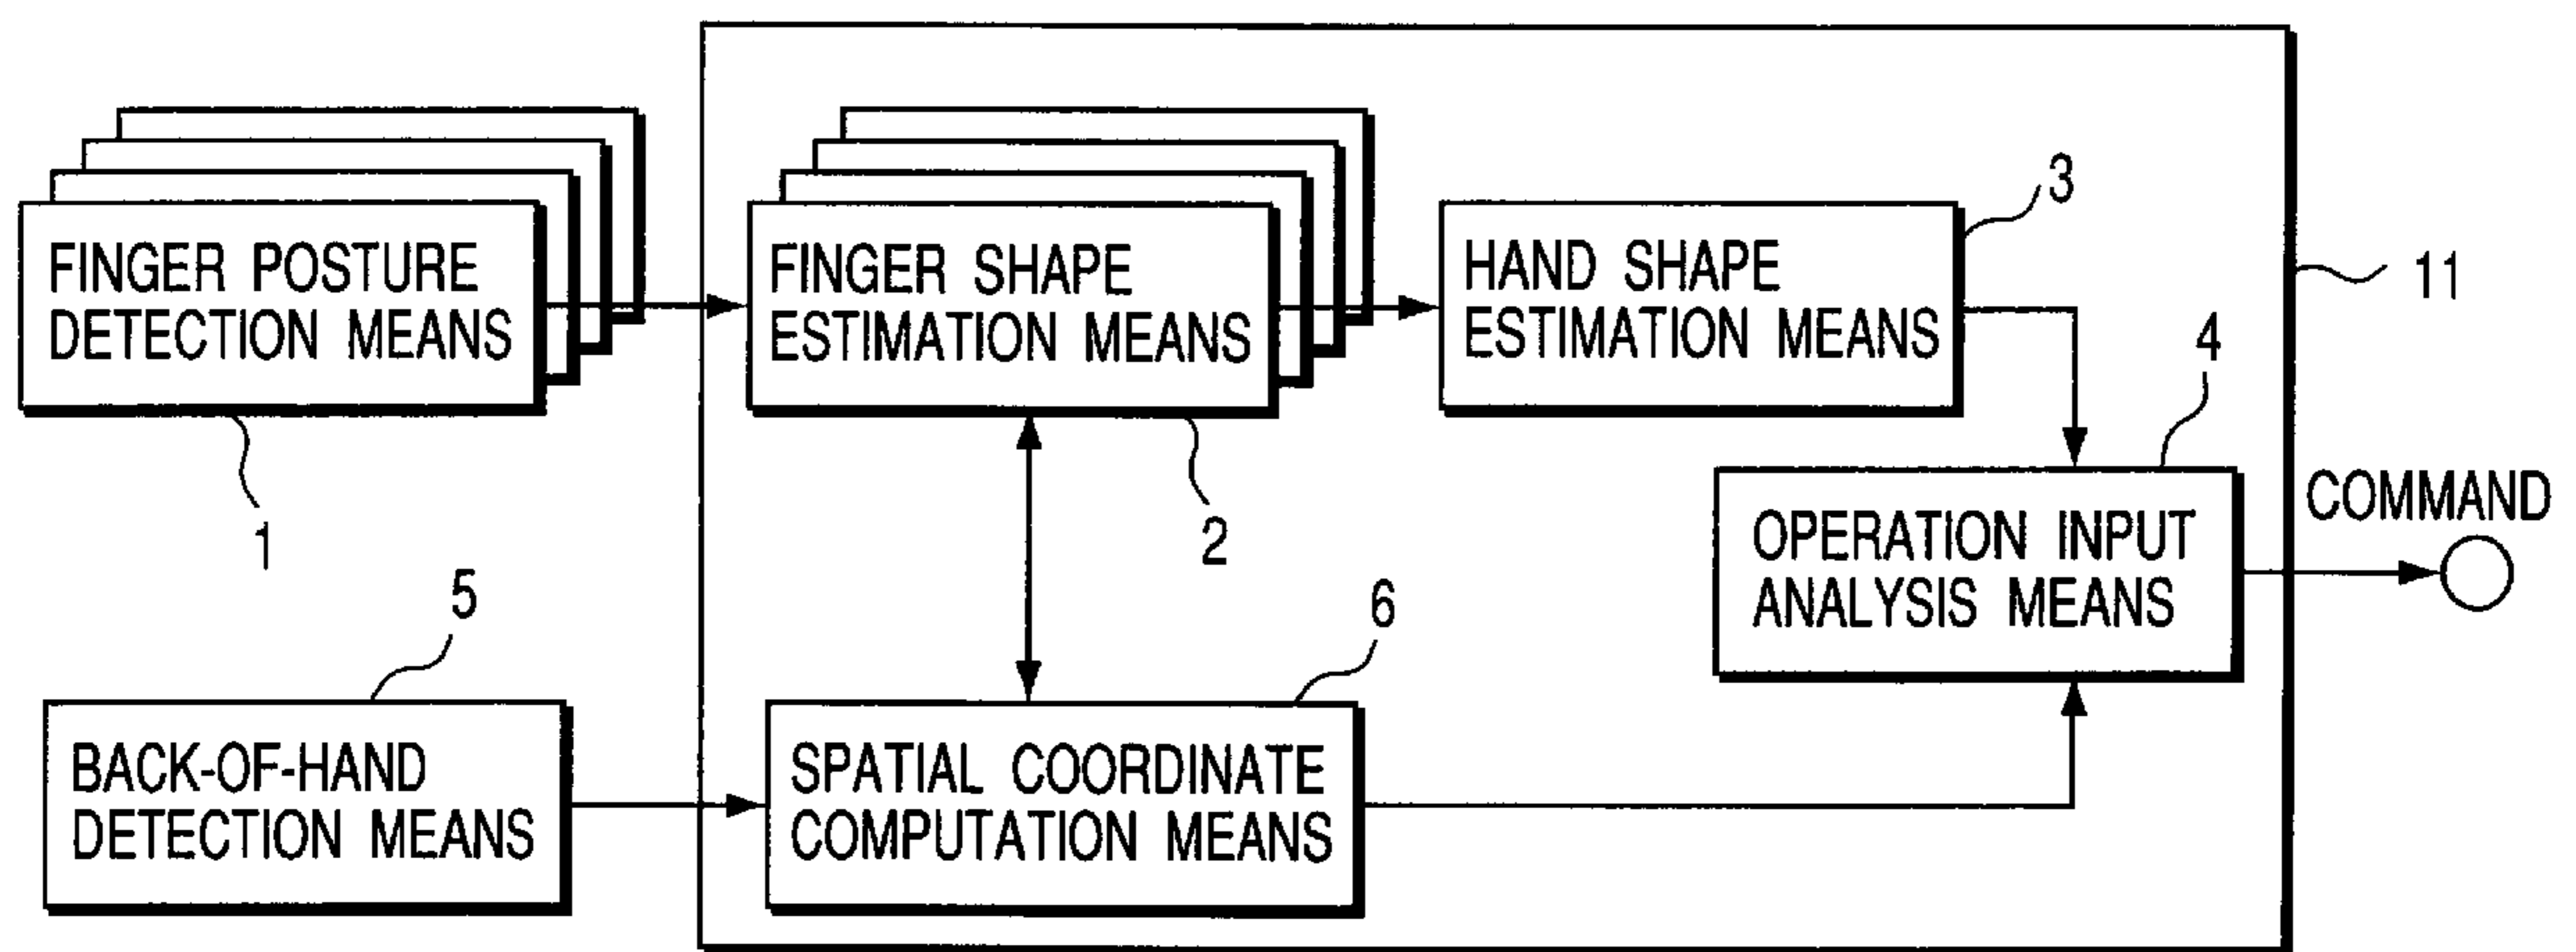 FINGER POSTURE
DETECTION MEANS
1
FINGER SHAPE
ESTIMATION MEANS
2
HAND SHAPE
ESTIMATION MEANS
3
11
4
OPERATION INPUT
ANALYSIS MEANS
COMMAND
5
BACK-OF-HAND
DETECTION MEANS
6
SPATIAL COORDINATE
COMPUTATION MEANS